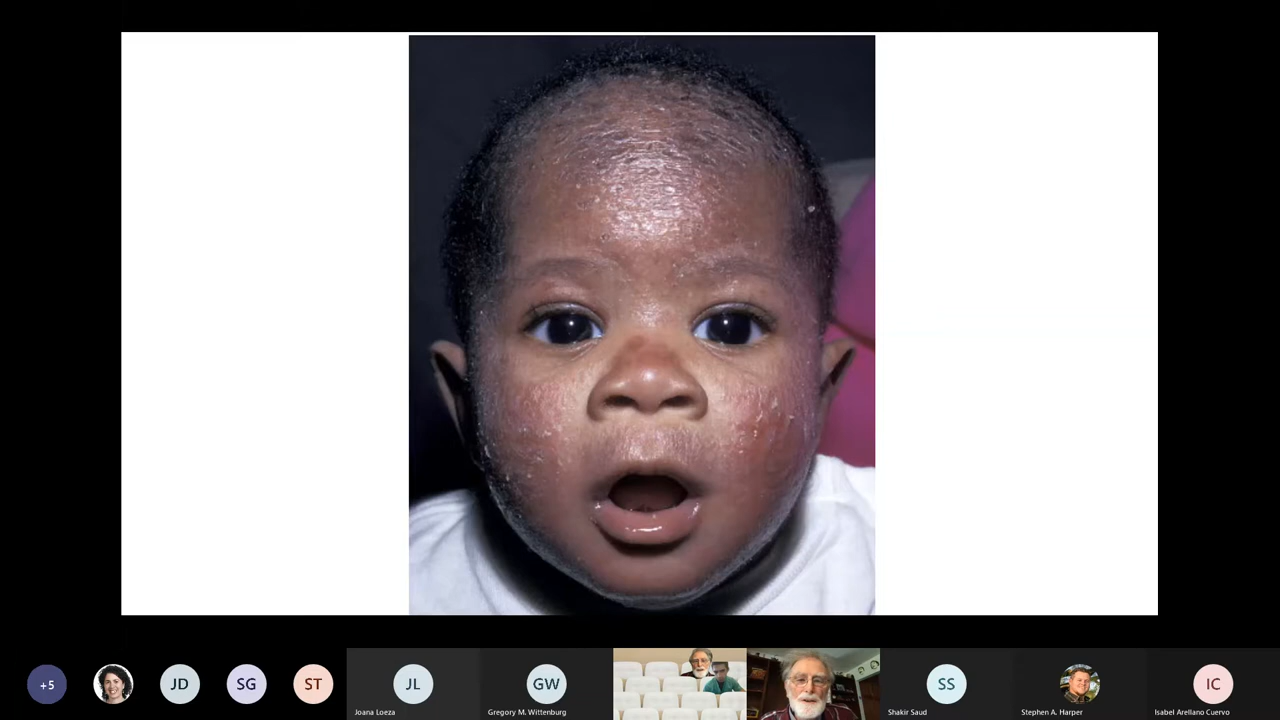 +5
JD
SG
ST
JL
GW
SS
IC
Joana Loeza
Gregory M. Wittenburg
Shakir Saud
Stephen A. Harper
Isabel Arellano Cuervo